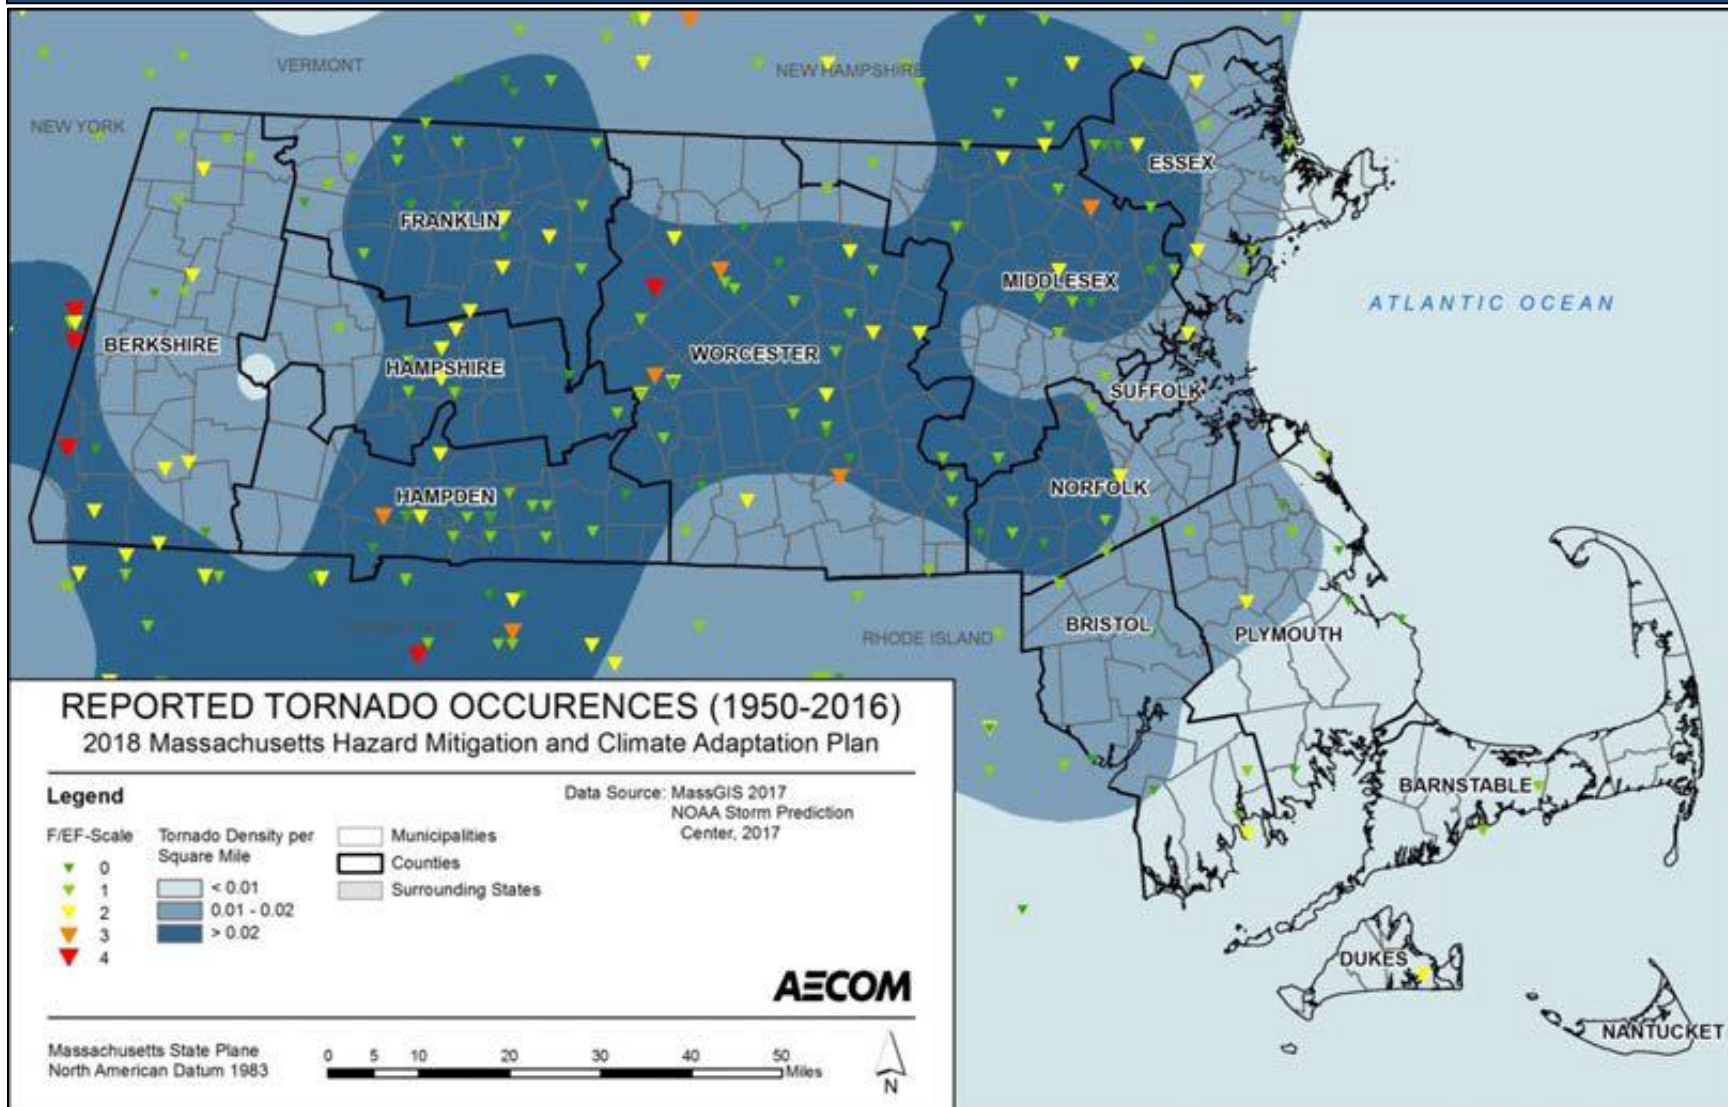 VERMONT
NEW HAMPSHIRE
NEW YORK
ESSEX
FRANKLIN
MIDDLESEX
ATLANTIC OCEAN
BERKSHIRE
WORCESTER
HAMPSHIRE
SUFFOLK
HAMPDEN
NORFOLK
BRISTOL
PLYMOUTH
RHODE ISLAND
BARNSTABLE
DUKES
NANTUCKET
REPORTED TORNADO OCCURENCES (1950-2016)
2018 Massachusetts Hazard Mitigation and Climate Adaptation Plan
Legend
Data Source: MassGIS 2017
NOAA Storm Prediction
Center, 2017
F/EF-Scale
0
1
2
3
4
Tornado Density per
Square Mile
< 0.01
0.01 - 0.02
> 0.02
Municipalities
Counties
Surrounding States
AECOM
Massachusetts State Plane
North American Datum 1983
0 5 10 20 30 40 50
Miles
N